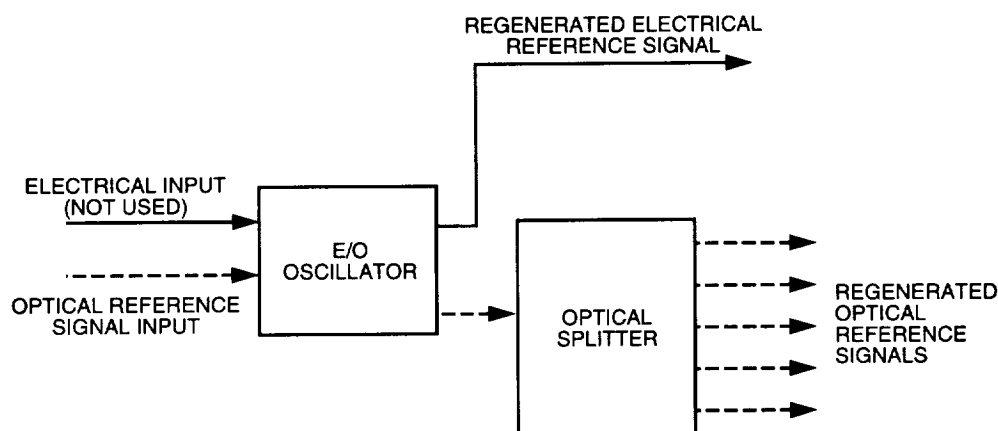 REGENERATED ELECTRICAL
REFERENCE SIGNAL
ELECTRICAL INPUT
(NOT USED)
E/O
OSCILLATOR
OPTICAL REFERENCE
SIGNAL INPUT
OPTICAL
SPLITTER
REGENERATED
OPTICAL
REFERENCE
SIGNALS